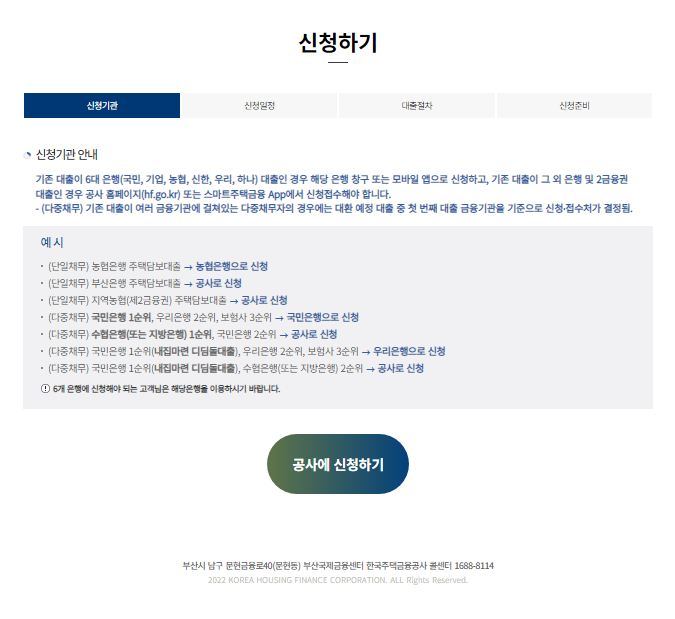 신청하기
신청기관
신청일정
대출절차
신청준비
신청기관 안내
기존 대출이 6대 은행(국민, 기업, 농협, 신한, 우리, 하나) 대출인 경우 해당 은행 창구 또는 모바일 앱으로 신청하고, 기존 대출이 그 외 은행 및 2금융권
대출인 경우 공사 홈페이지(hf.go.kr) 또는 스마트주택금융 App에서 신청접수해야 합니다.
- (다중채무) 기존 대출이 여러 금융기관에 걸쳐있는 다중채무자의 경우에는 대환 예정 대출 중 첫 번째 대출 금융기관을 기준으로 신청·접수처가 결정됨.
예시
· (단일채무) 농협은행 주택담보대출 → 농협은행으로 신청
· (단일채무) 부산은행 주택담보대출 → 공사로 신청
· (단일채무) 지역농협(제2금융권) 주택담보대출 → 공사로 신청
· (다중채무) 국민은행 1순위, 우리은행 2순위, 보험사 3순위 → 국민은행으로 신청
· (다중채무) 수협은행(또는 지방은행) 1순위, 국민은행 2순위 → 공사로 신청
· (다중채무) 국민은행 1순위(내집마련 디딤돌대출), 우리은행 2순위, 보험사 3순위 → 우리은행으로 신청
· (다중채무) 국민은행 1순위(내집마련 디딤돌대출), 수협은행(또는 지방은행) 2순위 → 공사로 신청
! 6개 은행에 신청해야 되는 고객님은 해당은행을 이용하시기 바랍니다.
공사에 신청하기
부산시 남구 문현금융로40(문현동) 부산국제금융센터 한국주택금융공사 콜센터 1688-8114
2022 KOREA HOUSING FINANCE CORPORATION. ALL Rights Reserved.